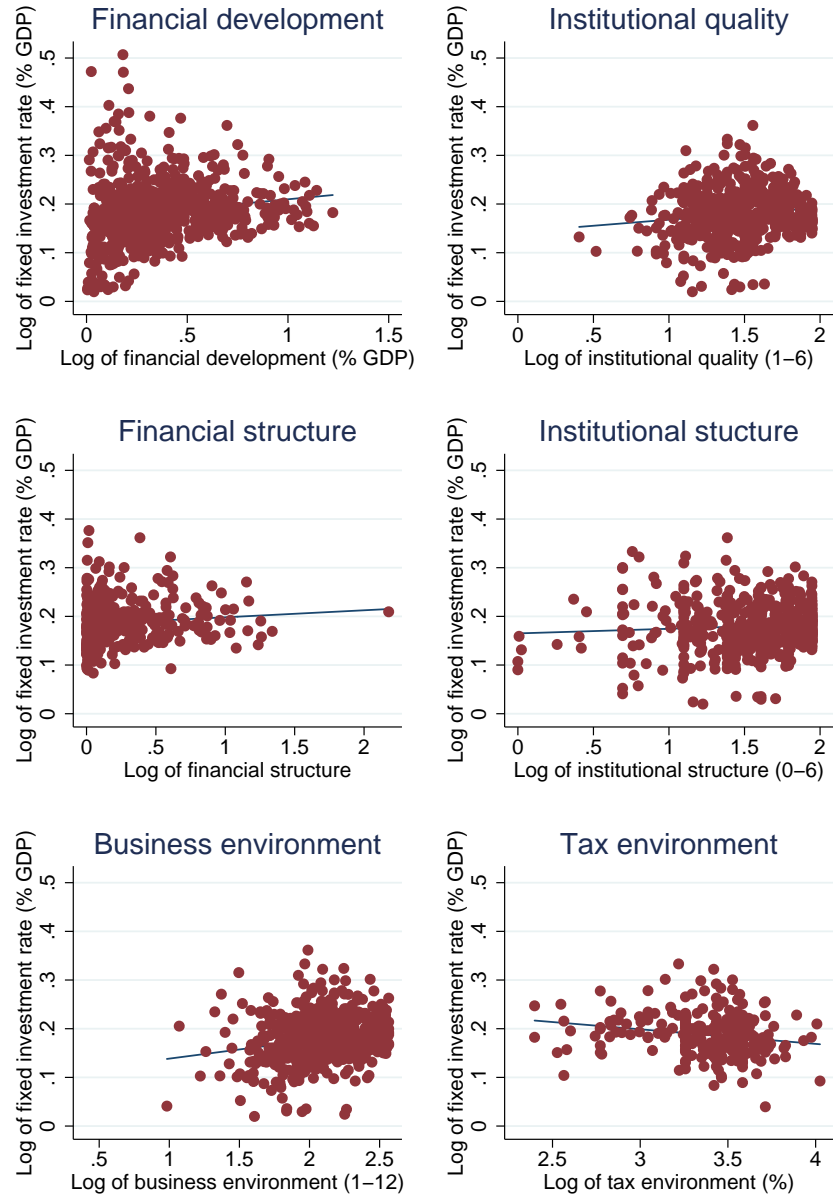 Financial development
Log of fixed investment rate (% GDP)
0 .1 .2 .3 .4 .5
0 .5 1 1.5
Log of financial development (% GDP)
Institutional quality
Log of fixed investment rate (% GDP)
0 .1 .2 .3 .4 .5
0 .5 1 1.5 2
Log of institutional quality (1−6)
Financial structure
Log of fixed investment rate (% GDP)
0 .1 .2 .3 .4 .5
0 .5 1 1.5 2
Log of financial structure
Institutional stucture
Log of fixed investment rate (% GDP)
0 .1 .2 .3 .4 .5
0 .5 1 1.5 2
Log of institutional structure (0−6)
Business environment
Log of fixed investment rate (% GDP)
0 .1 .2 .3 .4 .5
.5 1 1.5 2 2.5
Log of business environment (1−12)
Tax environment
Log of fixed investment rate (% GDP)
0 .1 .2 .3 .4 .5
2.5 3 3.5 4
Log of tax environment (%)